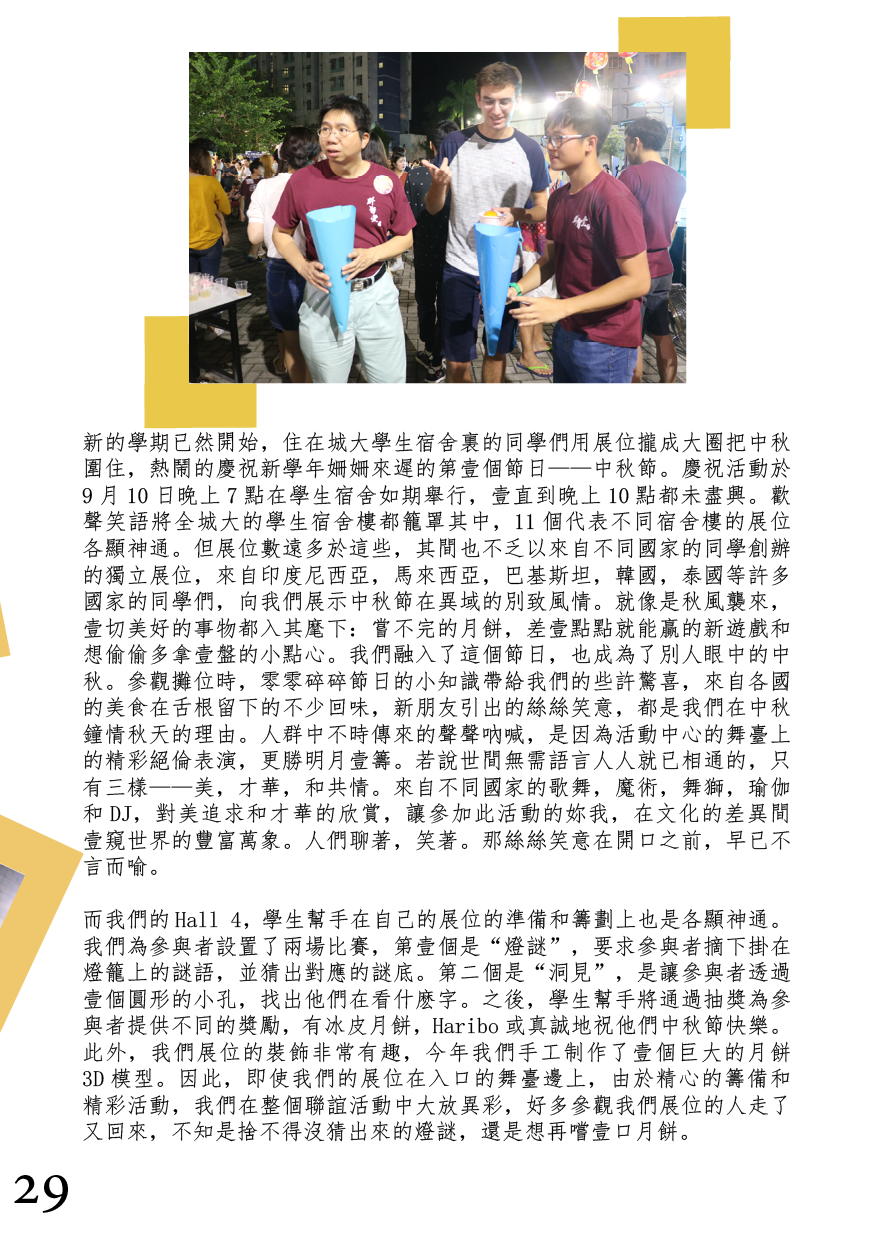 新的學期已然開始，住在城大學生宿舍裏的同學們用展位攏成大圈把中秋
圍住，熱鬧的慶祝新學年姍姍來遲的第壹個節日——中秋節。慶祝活動於
9 月 10 日晚上 7 點在學生宿舍如期舉行，壹直到晚上 10 點都未盡興。歡
聲笑語將全城大的學生宿舍樓都籠罩其中，11 個代表不同宿舍樓的展位
各顯神通。但展位數遠多於這些，其間也不乏以來自不同國家的同學創辦
的獨立展位，來自印度尼西亞，馬來西亞，巴基斯坦，韓國，泰國等許多
國家的同學們，向我們展示中秋節在異域的別致風情。就像是秋風襲來，
壹切美好的事物都入其麾下：嘗不完的月餅，差壹點點就能贏的新遊戲和
想偷偷多拿壹盤的小點心。我們融入了這個節日，也成為了別人眼中的中
秋。參觀攤位時，零零碎碎節日的小知識帶給我們的些許驚喜，來自各國
的美食在舌根留下的不少回味，新朋友引出的絲絲笑意，都是我們在中秋
鐘情秋天的理由。人群中不時傳來的聲聲吶喊，是因為活動中心的舞臺上
的精彩絕倫表演，更勝明月壹籌。若說世間無需語言人人就已相通的，只
有三樣——美，才華，和共情。來自不同國家的歌舞，魔術，舞獅，瑜伽
和 DJ，對美追求和才華的欣賞，讓參加此活動的妳我，在文化的差異間
壹窺世界的豐富萬象。人們聊著，笑著。那絲絲笑意在開口之前，早已不
言而喻。
而我們的 Hall 4，學生幫手在自己的展位的準備和籌劃上也是各顯神通。
我們為參與者設置了兩場比賽，第壹個是“燈謎”，要求參與者摘下掛在
燈籠上的謎語，並猜出對應的謎底。第二個是“洞見”，是讓參與者透過
壹個圓形的小孔，找出他們在看什麽字。之後，學生幫手將通過抽獎為參
與者提供不同的獎勵，有冰皮月餅，Haribo 或真誠地祝他們中秋節快樂。
此外，我們展位的裝飾非常有趣，今年我們手工制作了壹個巨大的月餅
3D 模型。因此，即使我們的展位在入口的舞臺邊上，由於精心的籌備和
精彩活動，我們在整個聯誼活動中大放異彩，好多參觀我們展位的人走了
又回來，不知是捨不得沒猜出來的燈謎，還是想再嚐壹口月餅。
29